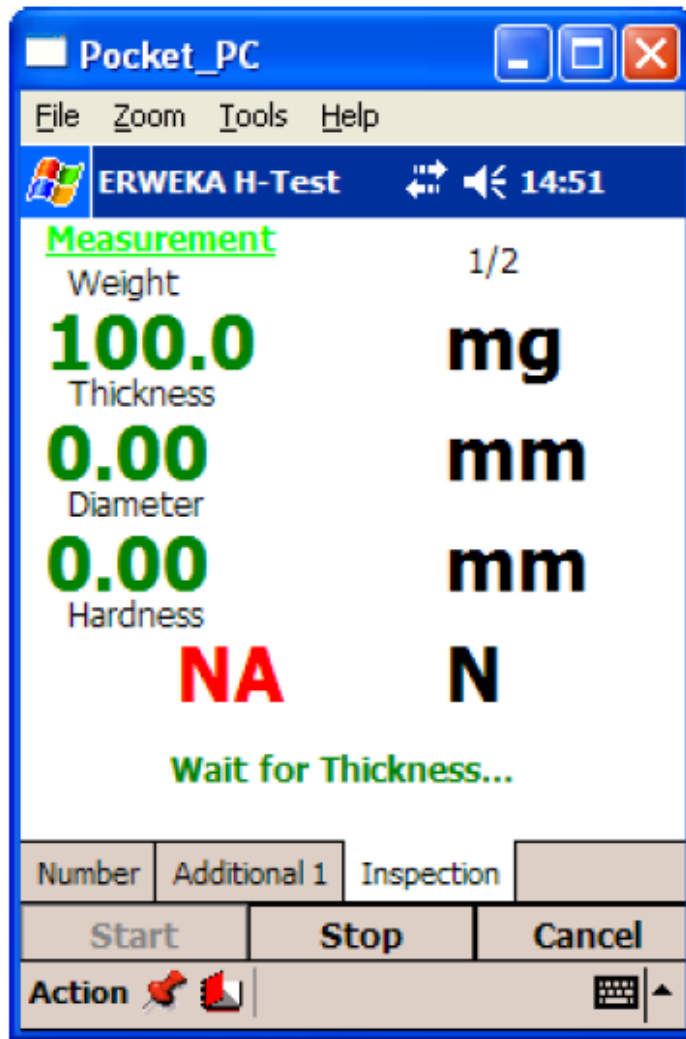 Pocket_PC
File Zoom Tools Help
ERWEKA H-Test 14:51
Measurement
1/2
Weight
100.0 mg
Thickness
0.00 mm
Diameter
0.00 mm
Hardness
NA N
Wait for Thickness...
Number Additional 1 Inspection
Start Stop Cancel
Action